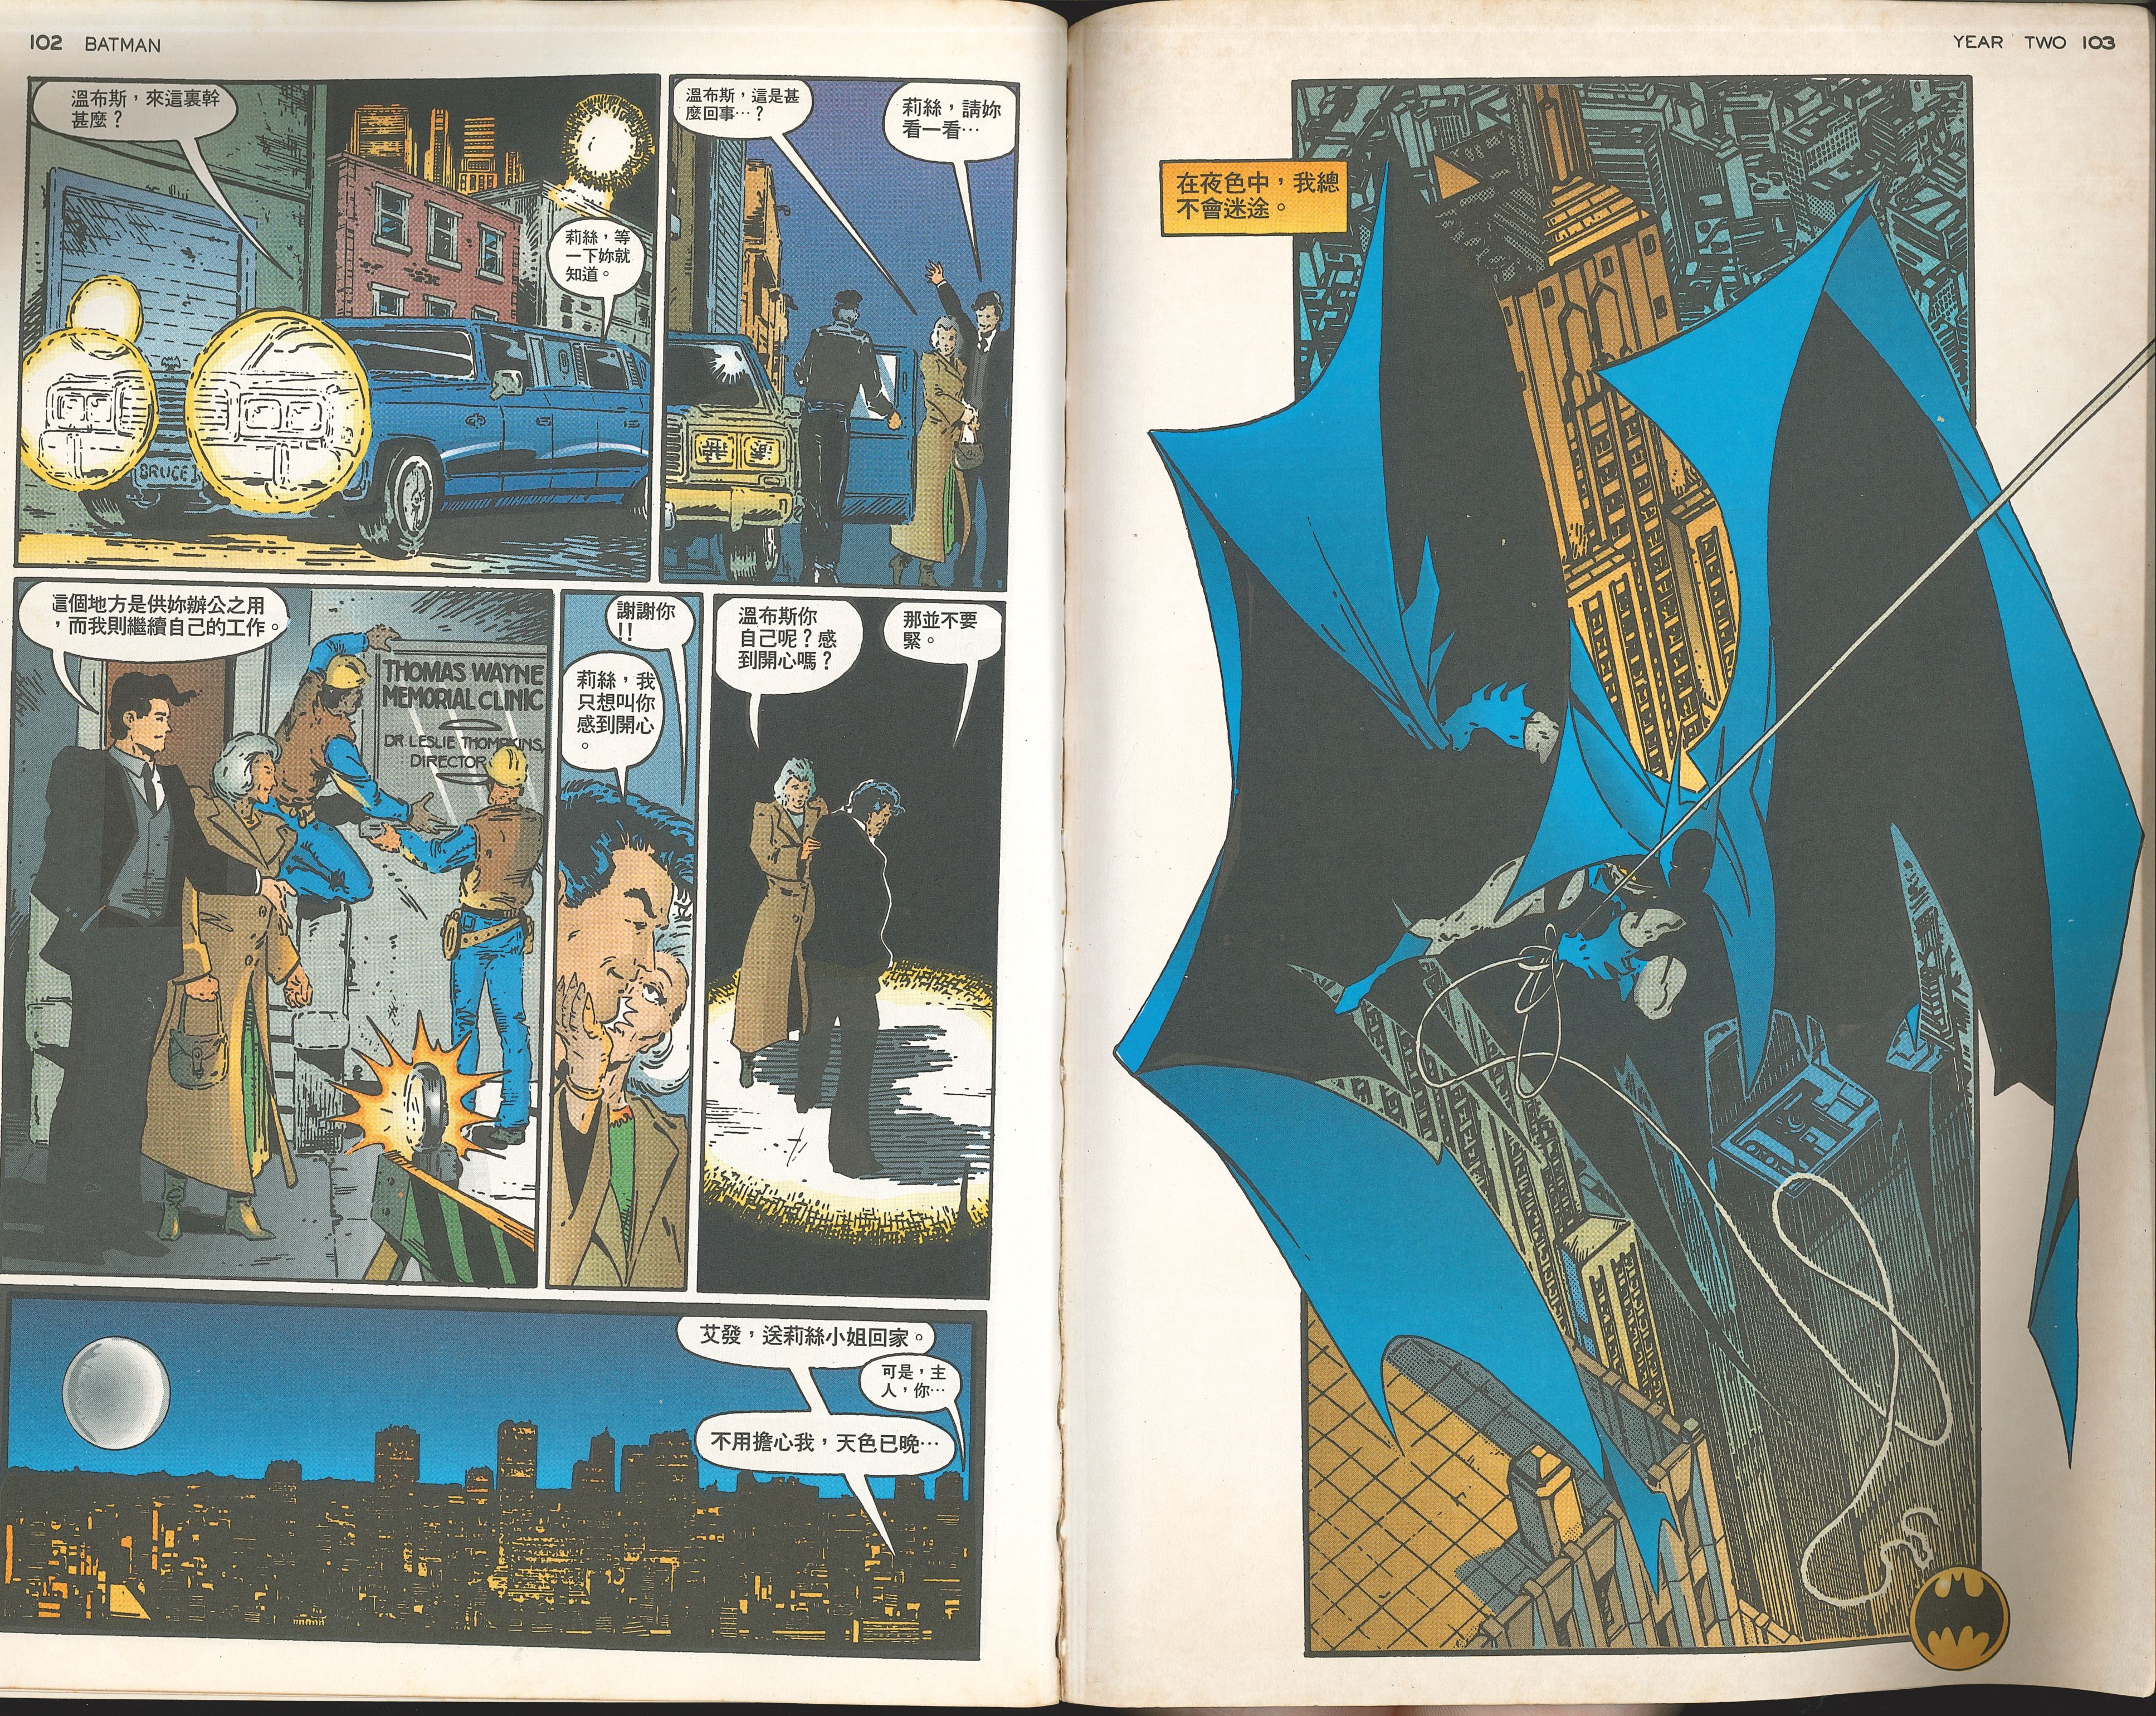 102 BATMAN
溫布斯，來這裏幹
甚麼？
莉絲，等
一下妳就
知道。
BRUCE 1
溫布斯，這是甚
麼回事…？
莉絲，請妳
看一看…
這個地方是供妳辦公之用
，而我則繼續自己的工作。
THOMAS WAYNE
MEMORIAL CLINIC
DR. LESLIE THOMPKINS,
DIRECTOR
謝謝你
!!
莉絲，我
只想叫你
感到開心
。
溫布斯你
自己呢？感
到開心嗎？
那並不要
緊。
艾發，送莉絲小姐回家。
可是，主
人，你…
不用擔心我，天色已晚…
YEAR TWO 103
在夜色中，我總
不會迷途。